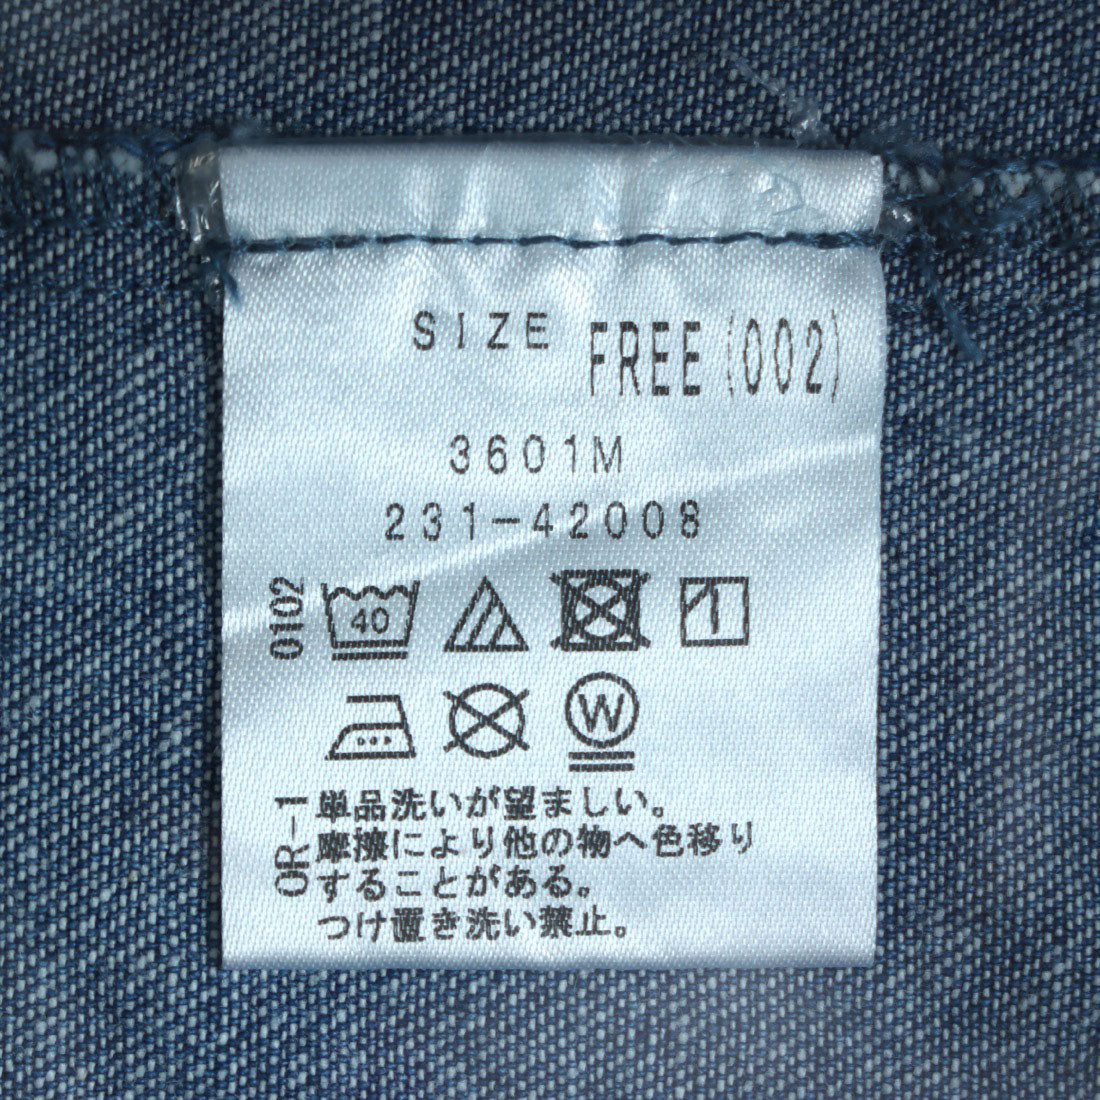 SIZE FREE (002)
3601M
231-42008
0102
40
W
OR-1
単品洗いが望ましい。
摩擦により他の物へ色移り
することがある。
つけ置き洗い禁止。